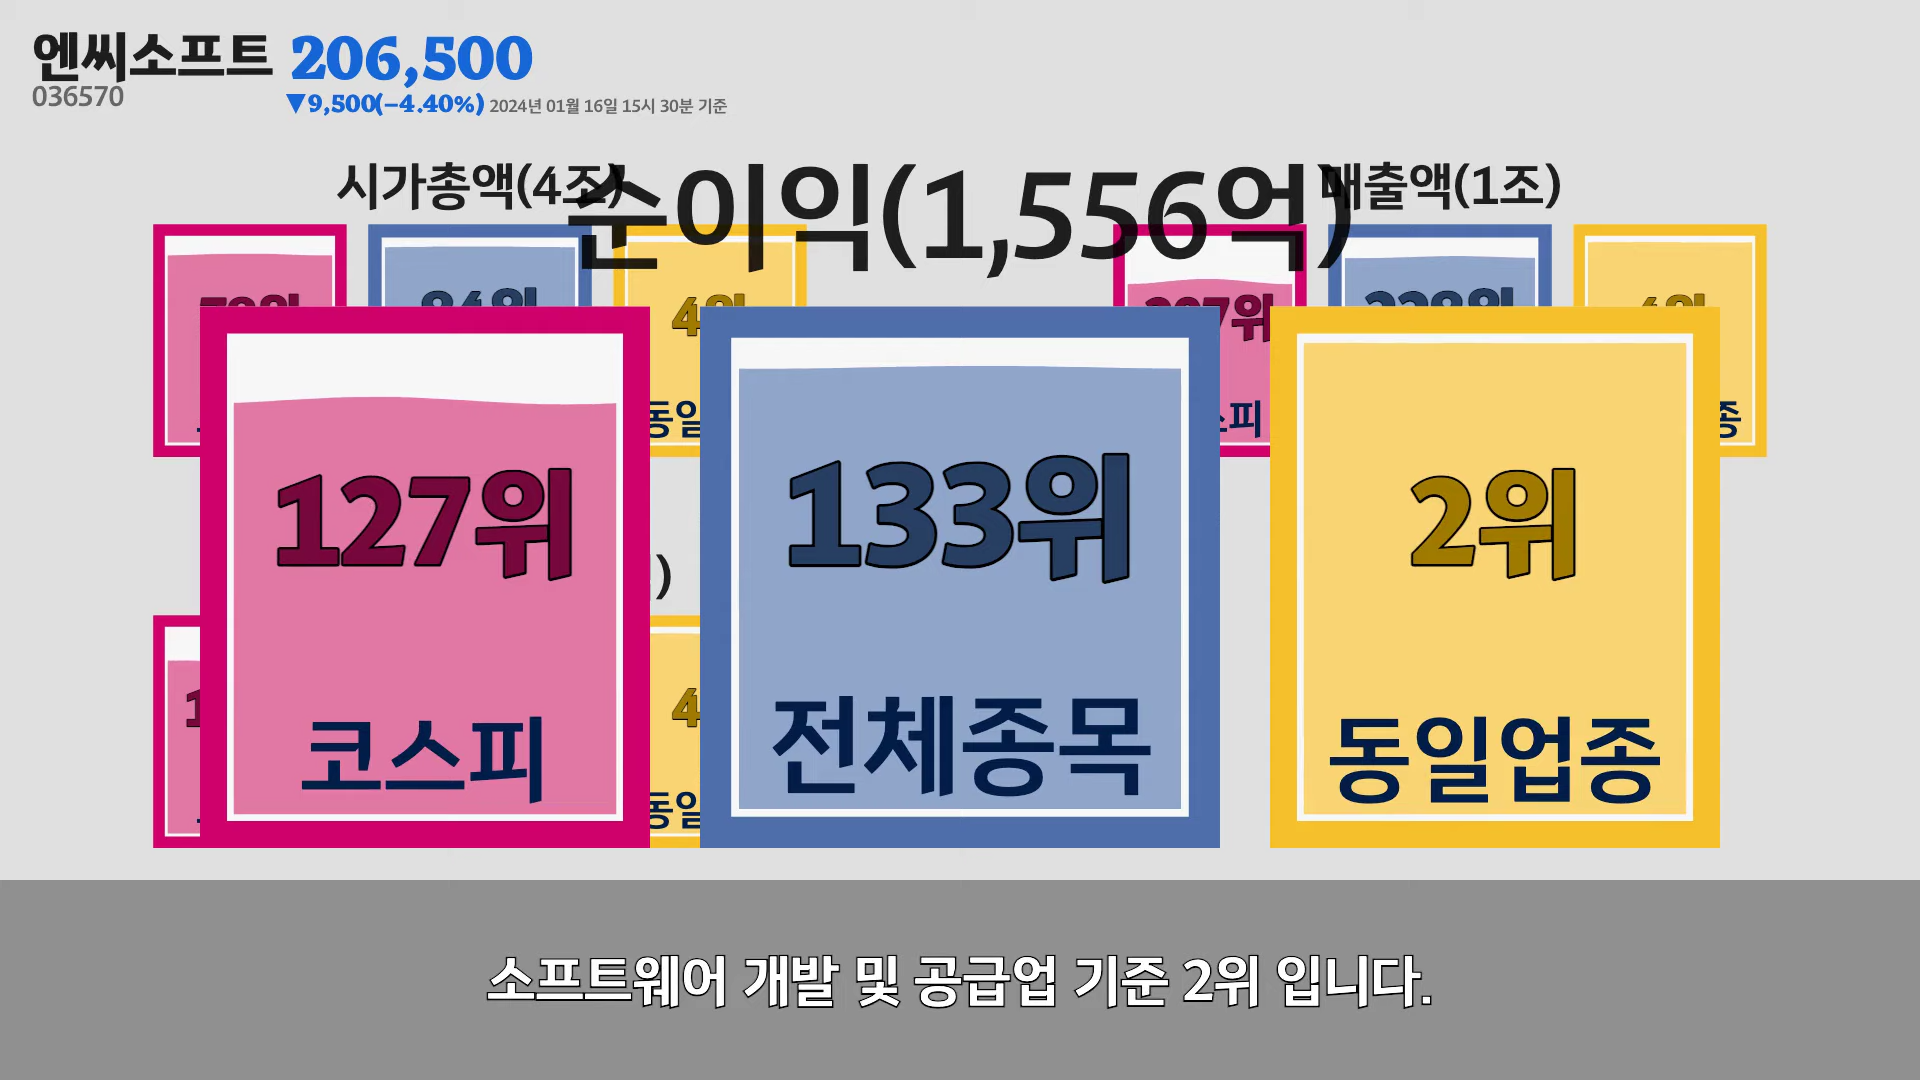 엔씨소프트 206,500
036570
▼9,500(-4.40%) 2024년 01월 16일 15시 30분 기준
시가총액(4조)
순이익(1,556억)
매출액(1조)
4위
127위
코스피
133위
전체종목
2위
동일업종
소프트웨어 개발 및 공급업 기준 2위 입니다.